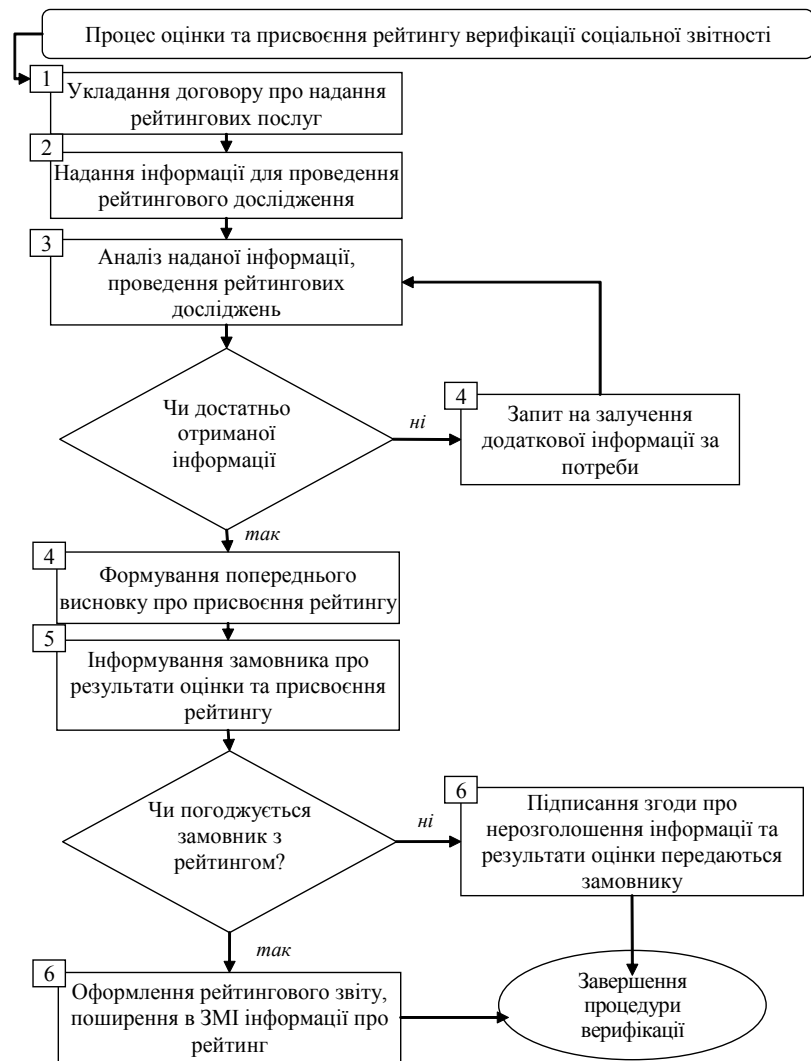 Процес оцінки та присвоєння рейтингу верифікації соціальної звітності
1
Укладання договору про надання
рейтингових послуг
2
Надання інформації для проведення
рейтингового дослідження
3
Аналіз наданої інформації,
проведення рейтингових
досліджень
Чи достатньо
отриманої
інформації
ні
4
Запит на залучення
додаткової інформації за
потреби
так
4
Формування попереднього
висновку про присвоєння рейтингу
5
Інформування замовника про
результати оцінки та присвоєння
рейтингу
Чи погоджується
замовник з
рейтингом?
ні
6
Підписання згоди про
нерозголошення інформації та
результати оцінки передаються
замовнику
так
6
Оформлення рейтингового звіту,
поширення в ЗМІ інформації про
рейтинг
Завершення
процедури
верифікації